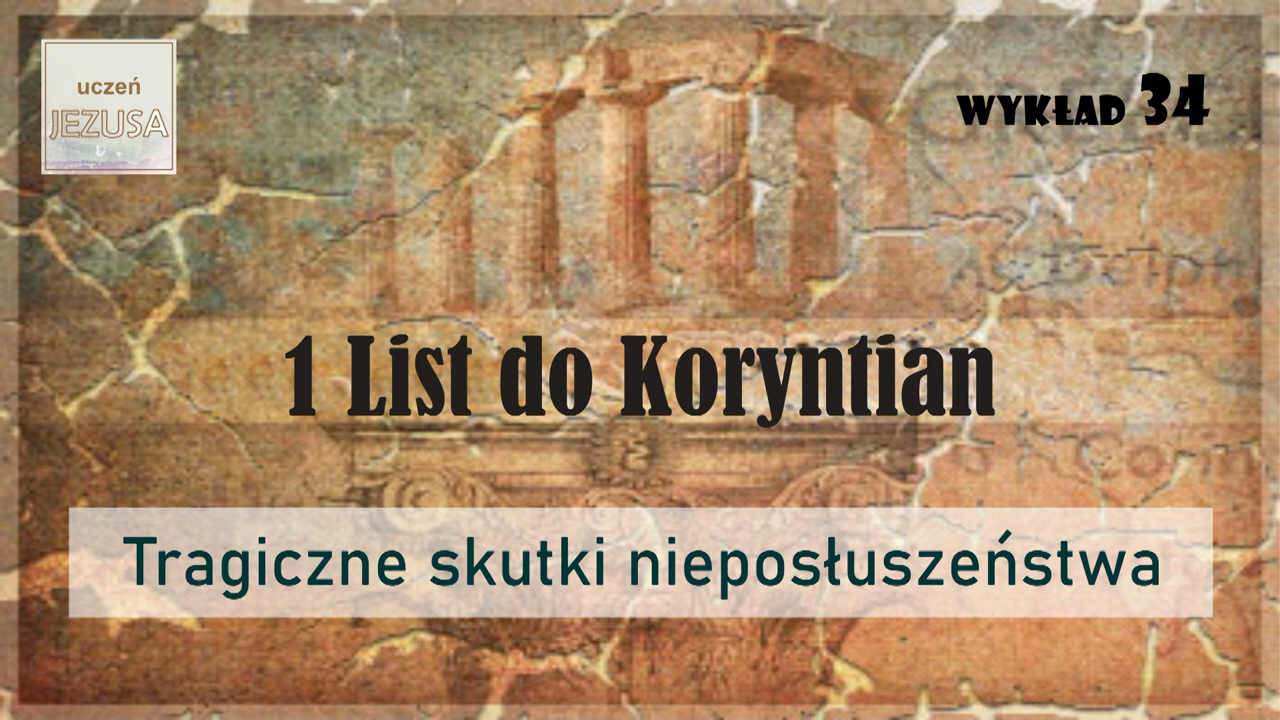 uczeń
JEZUSA
WYKŁAD 34
1 List do Koryntian
Tragiczne skutki nieposłuszeństwa